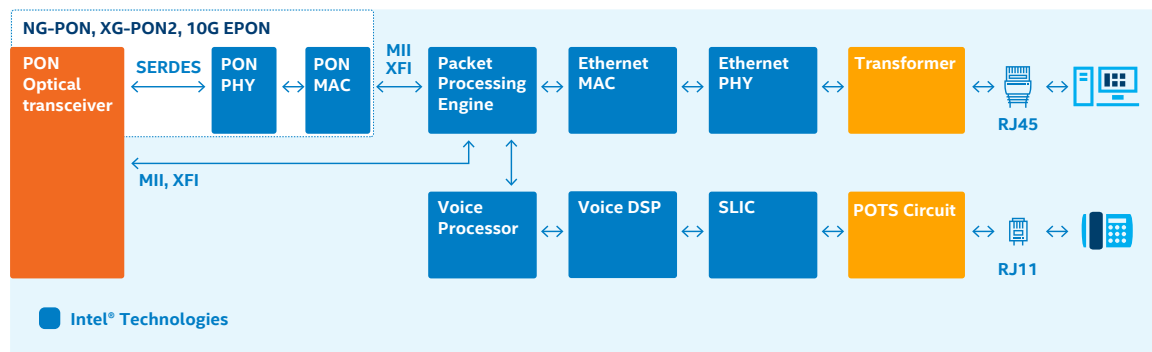 NG-PON, XG-PON2, 10G EPON
PON
Optical
transceiver
SERDES
PON
PHY
PON
MAC
MII
XFI
Packet
Processing
Engine
Ethernet
MAC
Ethernet
PHY
Transformer
RJ45
MII, XFI
Voice
Processor
Voice DSP
SLIC
POTS Circuit
RJ11
Intel® Technologies